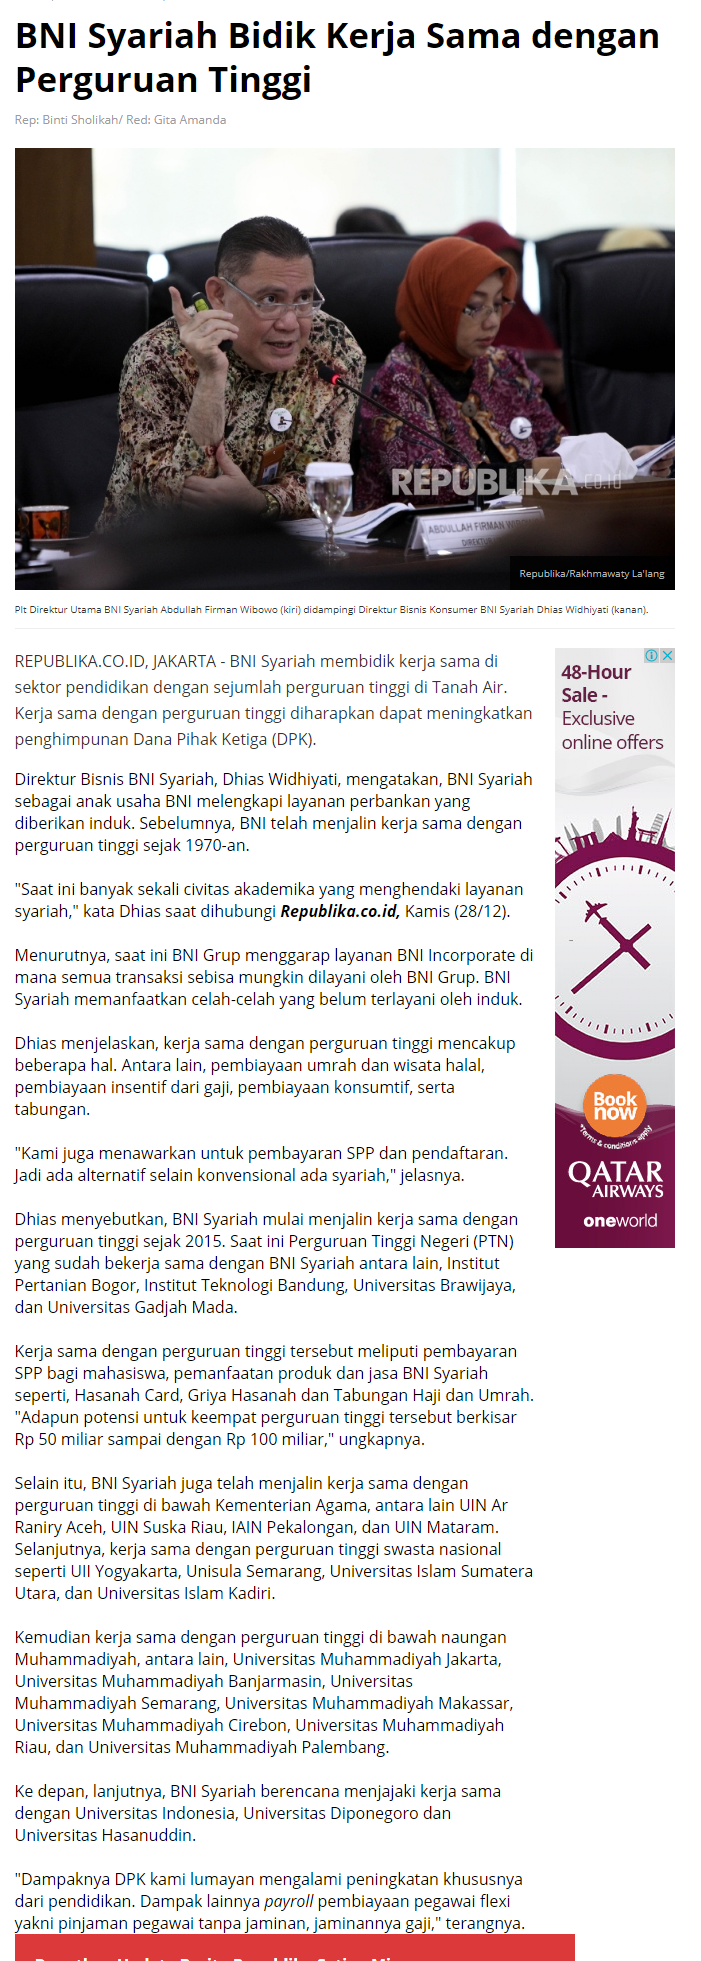 BNI Syariah Bidik Kerja Sama dengan
Perguruan Tinggi
Rep: Binti Sholikah/ Red: Gita Amanda
REPUBLIKA.co.id
ABDULLAH FIRMAN WIBOWO
Republika/Rakhmawaty La'lang
Plt Direktur Utama BNI Syariah Abdullah Firman Wibowo (kiri) didampingi Direktur Bisnis Konsumer BNI Syariah Dhias Widhiyati (kanan).
REPUBLIKA.CO.ID, JAKARTA - BNI Syariah membidik kerja sama di
sektor pendidikan dengan sejumlah perguruan tinggi di Tanah Air.
Kerja sama dengan perguruan tinggi diharapkan dapat meningkatkan
penghimpunan Dana Pihak Ketiga (DPK).
Direktur Bisnis BNI Syariah, Dhias Widhiyati, mengatakan, BNI Syariah
sebagai anak usaha BNI melengkapi layanan perbankan yang
diberikan induk. Sebelumnya, BNI telah menjalin kerja sama dengan
perguruan tinggi sejak 1970-an.
"Saat ini banyak sekali civitas akademika yang menghendaki layanan
syariah," kata Dhias saat dihubungi Republika.co.id, Kamis (28/12).
Menurutnya, saat ini BNI Grup menggarap layanan BNI Incorporate di
mana semua transaksi sebisa mungkin dilayani oleh BNI Grup. BNI
Syariah memanfaatkan celah-celah yang belum terlayani oleh induk.
Dhias menjelaskan, kerja sama dengan perguruan tinggi mencakup
beberapa hal. Antara lain, pembiayaan umrah dan wisata halal,
pembiayaan insentif dari gaji, pembiayaan konsumtif, serta
tabungan.
"Kami juga menawarkan untuk pembayaran SPP dan pendaftaran.
Jadi ada alternatif selain konvensional ada syariah," jelasnya.
Dhias menyebutkan, BNI Syariah mulai menjalin kerja sama dengan
perguruan tinggi sejak 2015. Saat ini Perguruan Tinggi Negeri (PTN)
yang sudah bekerja sama dengan BNI Syariah antara lain, Institut
Pertanian Bogor, Institut Teknologi Bandung, Universitas Brawijaya,
dan Universitas Gadjah Mada.
Kerja sama dengan perguruan tinggi tersebut meliputi pembayaran
SPP bagi mahasiswa, pemanfaatan produk dan jasa BNI Syariah
seperti, Hasanah Card, Griya Hasanah dan Tabungan Haji dan Umrah.
"Adapun potensi untuk keempat perguruan tinggi tersebut berkisar
Rp 50 miliar sampai dengan Rp 100 miliar," ungkapnya.
Selain itu, BNI Syariah juga telah menjalin kerja sama dengan
perguruan tinggi di bawah Kementerian Agama, antara lain UIN Ar
Raniry Aceh, UIN Suska Riau, IAIN Pekalongan, dan UIN Mataram.
Selanjutnya, kerja sama dengan perguruan tinggi swasta nasional
seperti UII Yogyakarta, Unisula Semarang, Universitas Islam Sumatera
Utara, dan Universitas Islam Kadiri.
Kemudian kerja sama dengan perguruan tinggi di bawah naungan
Muhammadiyah, antara lain, Universitas Muhammadiyah Jakarta,
Universitas Muhammadiyah Banjarmasin, Universitas
Muhammadiyah Semarang, Universitas Muhammadiyah Makassar,
Universitas Muhammadiyah Cirebon, Universitas Muhammadiyah
Riau, dan Universitas Muhammadiyah Palembang.
Ke depan, lanjutnya, BNI Syariah berencana menjajaki kerja sama
dengan Universitas Indonesia, Universitas Diponegoro dan
Universitas Hasanuddin.
"Dampaknya DPK kami lumayan mengalami peningkatan khususnya
dari pendidikan. Dampak lainnya payroll pembiayaan pegawai flexi
yakni pinjaman pegawai tanpa jaminan, jaminannya gaji," terangnya.
48-Hour
Sale -
Exclusive
online offers
Book
now
*Terms & conditions apply
QATAR
AIRWAYS
oneworld